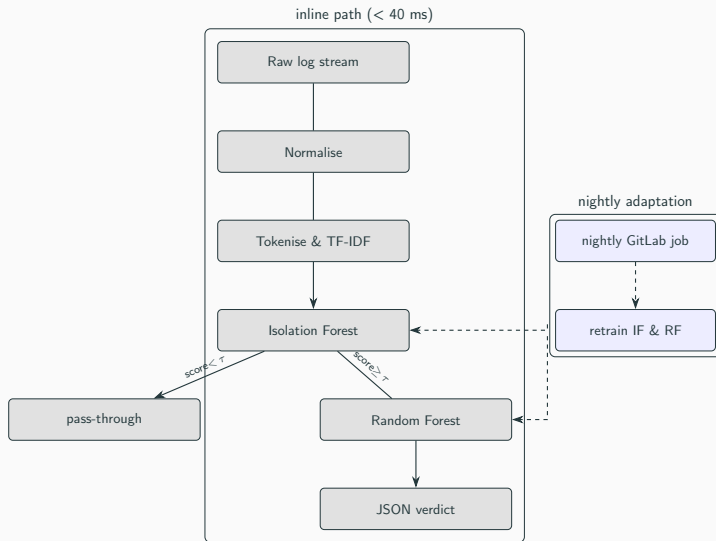 inline path (< 40 ms)
Raw log stream
Normalise
Tokenise & TF-IDF
nightly adaptation
nightly GitLab job
Isolation Forest
retrain IF & RF
score< τ
score≥ τ
pass-through
Random Forest
JSON verdict